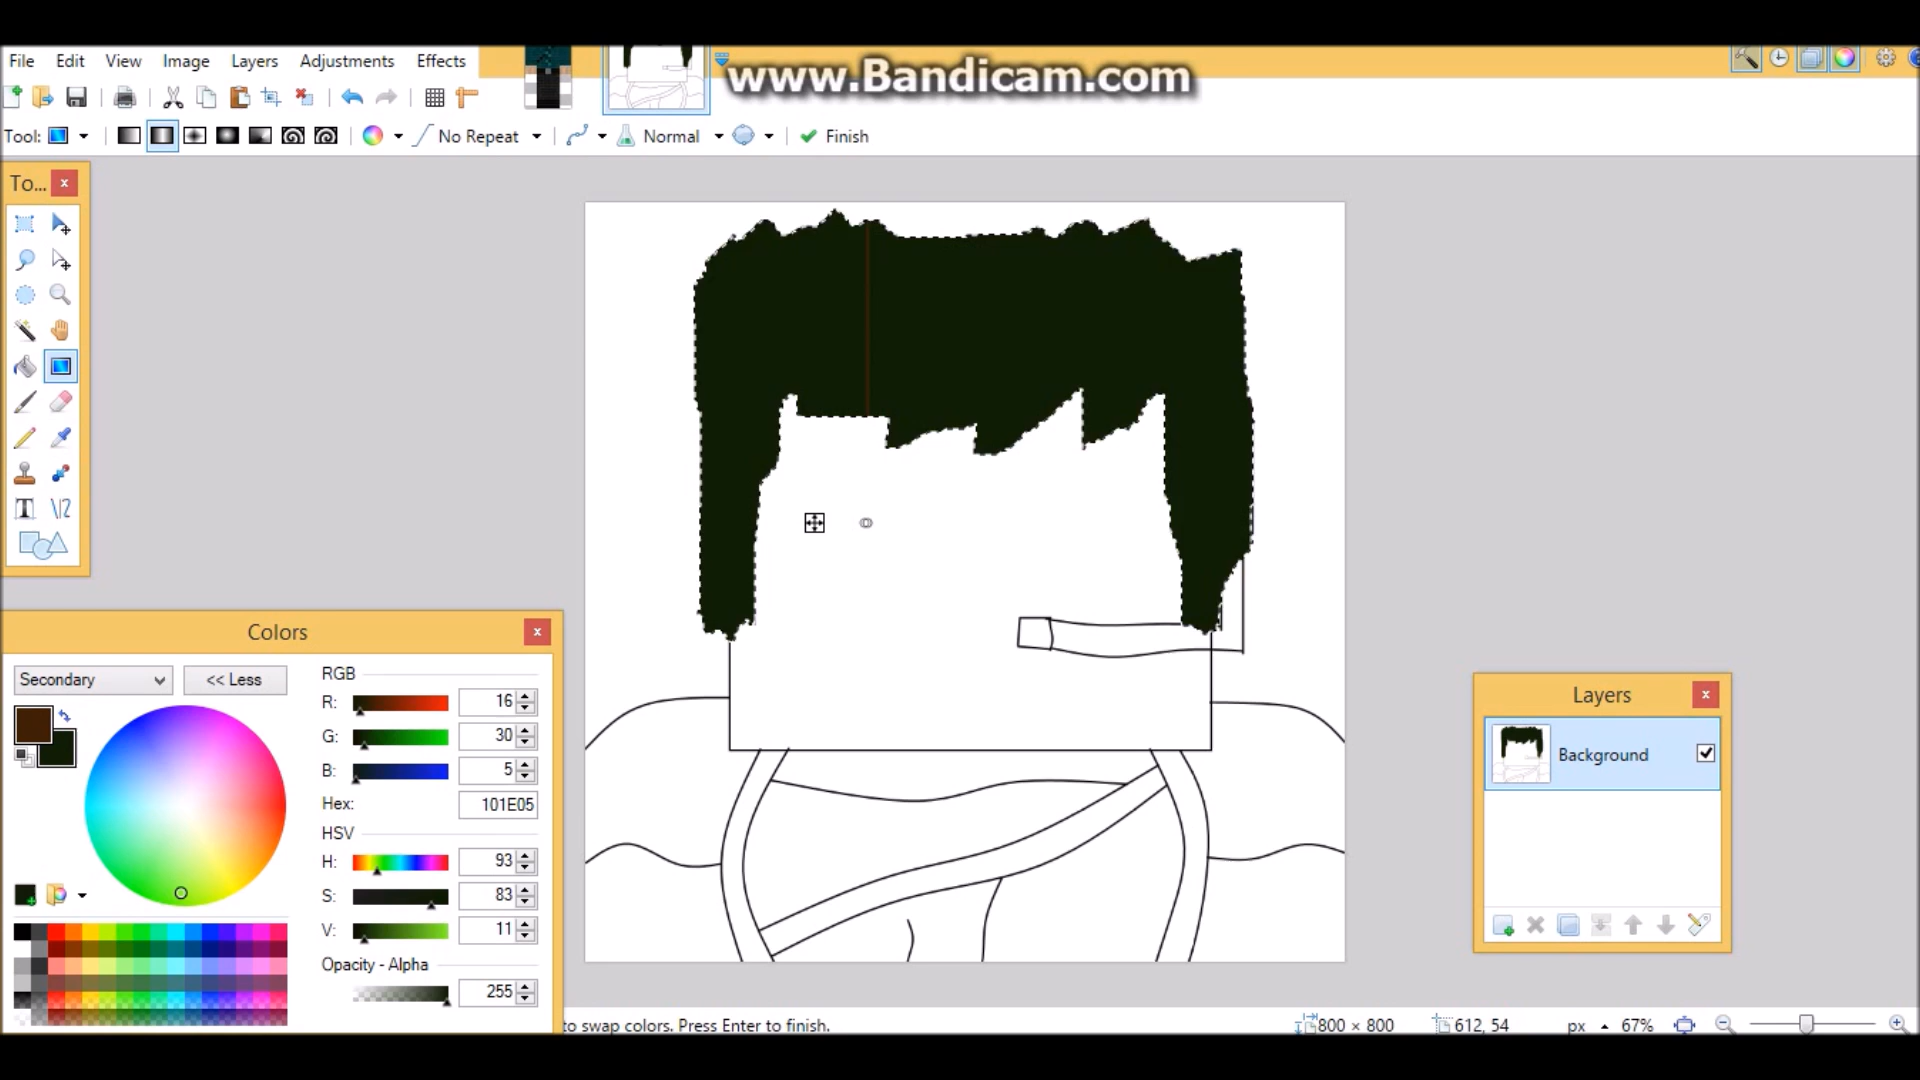 File Edit View Image Layers Adjustments Effects
www.Bandicam.com
Tool: No Repeat Normal Finish
To...
Colors
Secondary << Less
RGB
R: 16
G: 30
B: 5
Hex: 101E05
HSV
H: 93
S: 83
V: 11
Opacity - Alpha
255
Layers
Background
to swap colors. Press Enter to finish.
800 × 800 612, 54 px 67%